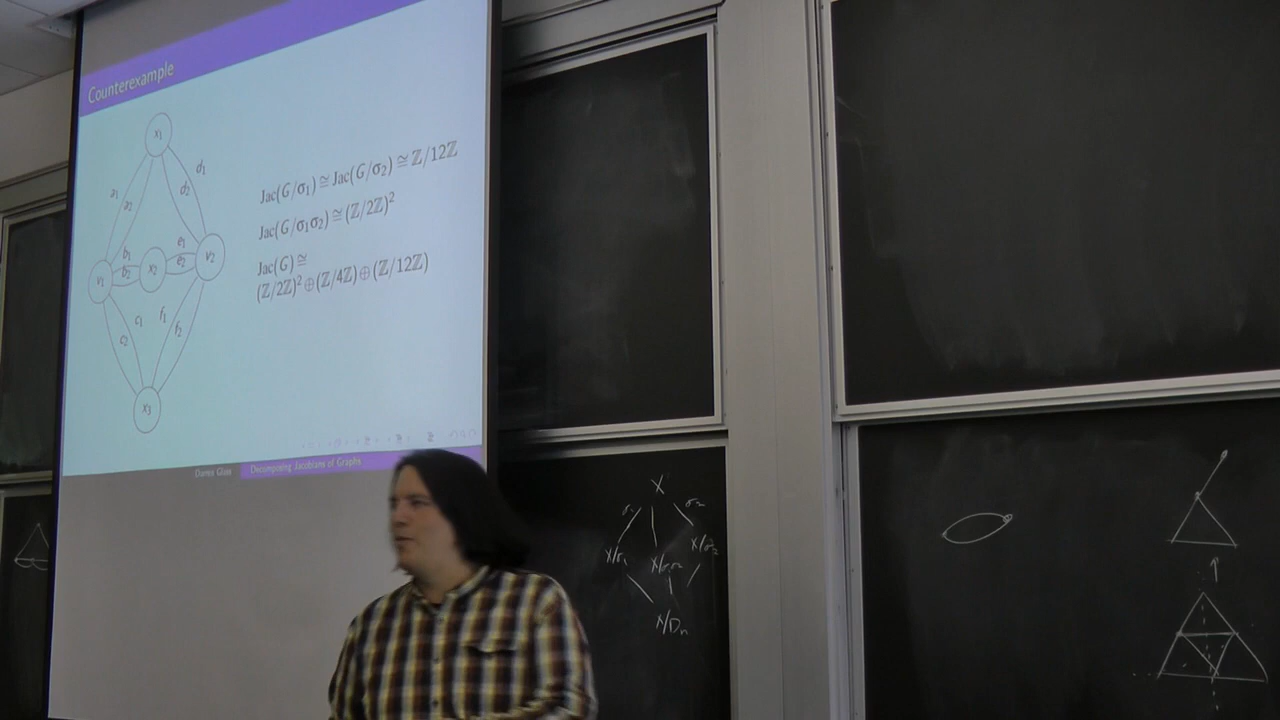 Counterexample
x₁
a₁
a₂
d₁
d₂
b₁
b₂
e₁
e₂
v₁
x₂
v₂
c₁
c₂
f₁
f₂
x₃
Jac(G/σ₁) ≅ Jac(G/σ₂) ≅ ℤ/12ℤ
Jac(G/σ₁σ₂) ≅ (ℤ/2ℤ)²
Jac(G) ≅
(ℤ/2ℤ)² ⊕ (ℤ/4ℤ) ⊕ (ℤ/12ℤ)
Darren Glass Decomposing Jacobians of Graphs
X
σ₁ σ₂
X/σ₁ X/σ₁σ₂ X/σ₂
X/Dₙ